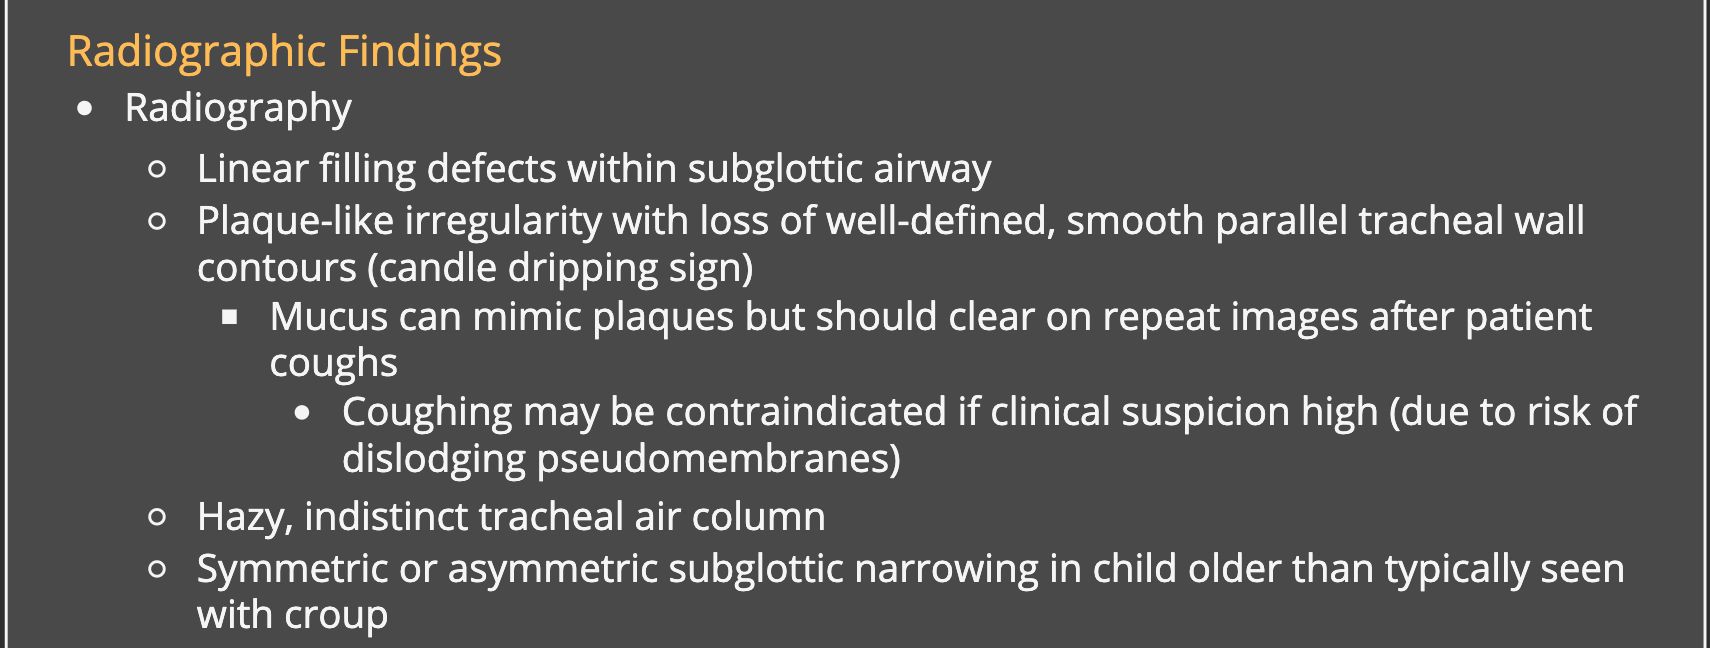 Radiographic Findings
• Radiography
○ Linear filling defects within subglottic airway
○ Plaque-like irregularity with loss of well-defined, smooth parallel tracheal wall
contours (candle dripping sign)
▪ Mucus can mimic plaques but should clear on repeat images after patient
coughs
• Coughing may be contraindicated if clinical suspicion high (due to risk of
dislodging pseudomembranes)
○ Hazy, indistinct tracheal air column
○ Symmetric or asymmetric subglottic narrowing in child older than typically seen
with croup